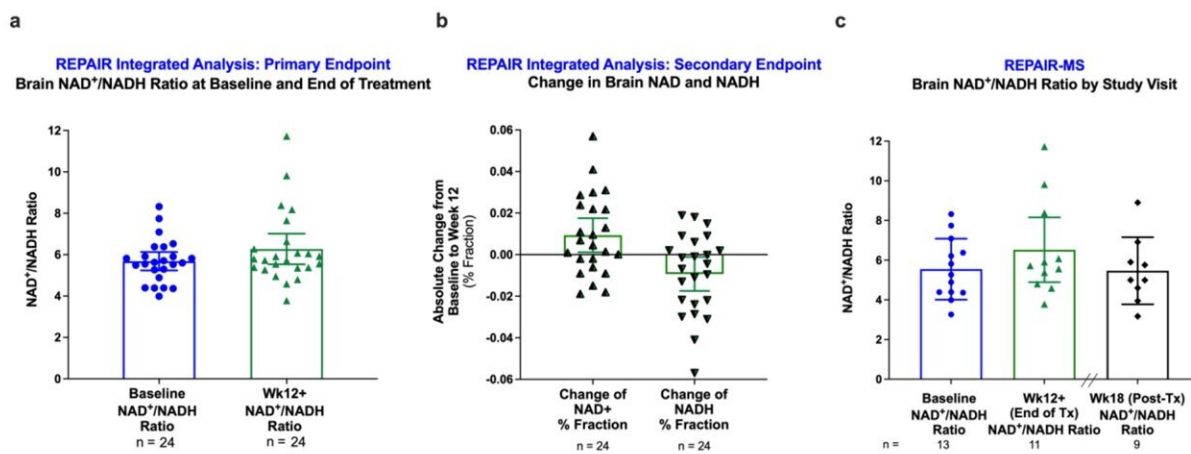 a
REPAIR Integrated Analysis: Primary Endpoint
Brain NAD⁺/NADH Ratio at Baseline and End of Treatment
NAD⁺/NADH Ratio
12
10
8
6
4
2
0
Baseline
NAD⁺/NADH
Ratio
n = 24
Wk12+
NAD⁺/NADH
Ratio
n = 24
b
REPAIR Integrated Analysis: Secondary Endpoint
Change in Brain NAD and NADH
Absolute Change from
Baseline to Week 12
(% Fraction)
0.06
0.04
0.02
0.00
-0.02
-0.04
-0.06
Change of
NAD+
% Fraction
n = 24
Change of
NADH
% Fraction
n = 24
c
REPAIR-MS
Brain NAD⁺/NADH Ratio by Study Visit
NAD⁺/NADH Ratio
12
10
8
6
4
2
0
Baseline
NAD⁺/NADH
Ratio
Wk12+
(End of Tx)
NAD⁺/NADH Ratio
Wk18 (Post-Tx)
NAD⁺/NADH
Ratio
n =
13
11
9